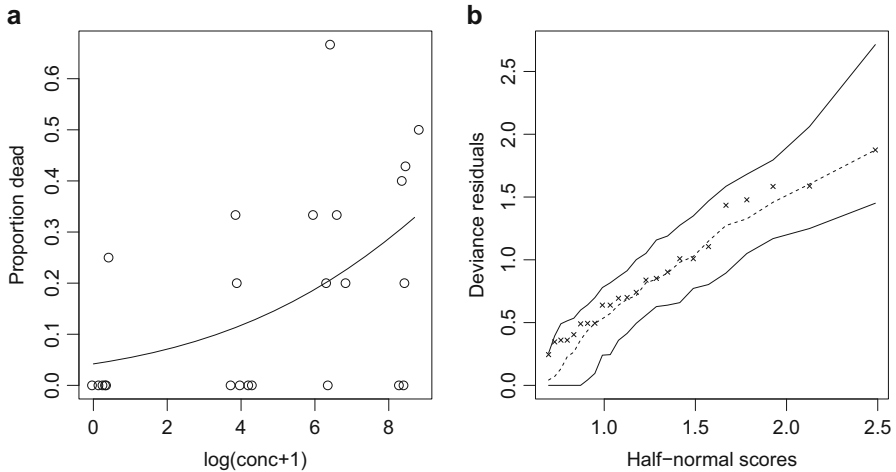 a
Proportion dead
0.0 0.1 0.2 0.3 0.4 0.5 0.6
0 2 4 6 8
log(conc+1)
b
Deviance residuals
0.0 0.5 1.0 1.5 2.0 2.5
1.0 1.5 2.0 2.5
Half−normal scores